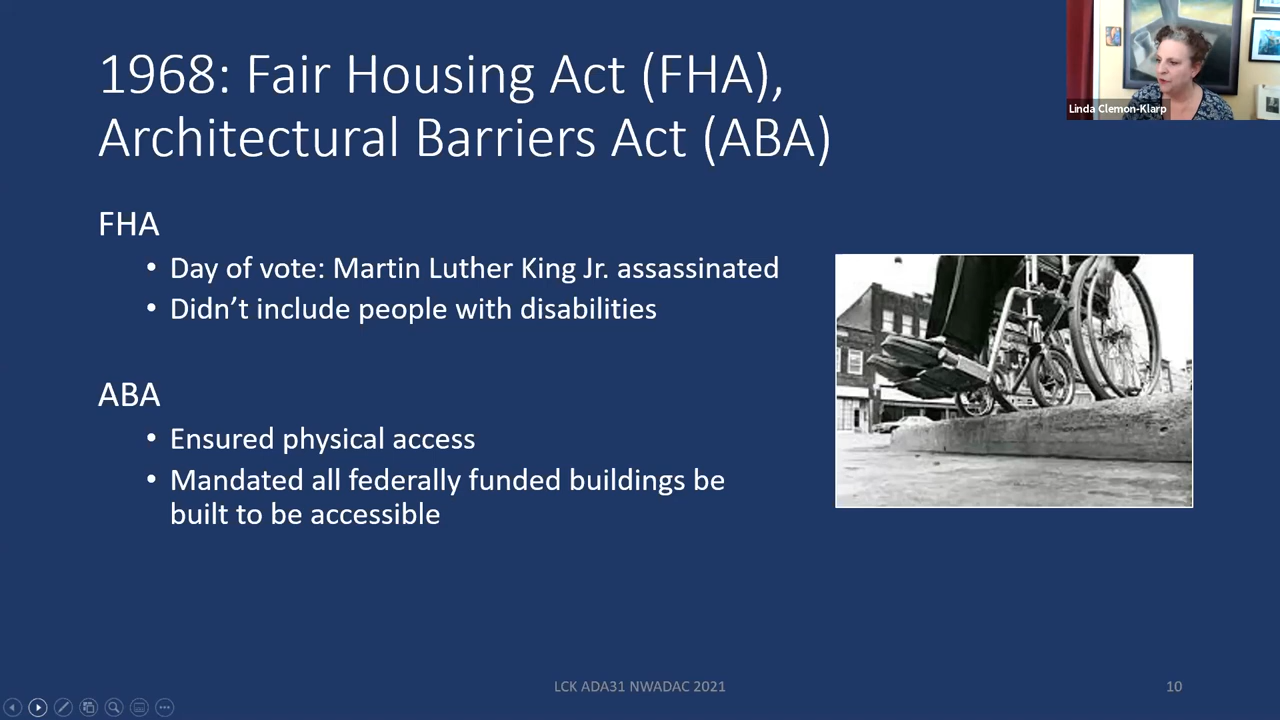 1968: Fair Housing Act (FHA),
Architectural Barriers Act (ABA)
Linda Clemon-Klarp
FHA
• Day of vote: Martin Luther King Jr. assassinated
• Didn’t include people with disabilities
ABA
• Ensured physical access
• Mandated all federally funded buildings be
built to be accessible
LCK ADA31 NWADAC 2021
10